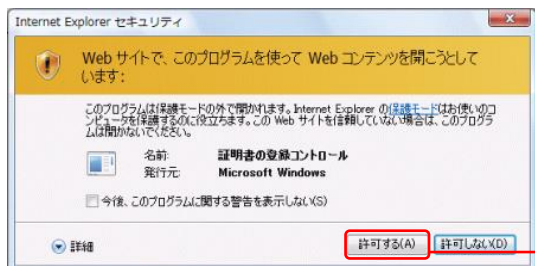 Internet Explorer セキュリティ
Web サイトで、このプログラムを使って Web コンテンツを開こうとして
います:
このプログラムは保護モードの外で開かれます。Internet Explorer の保護モードはお使いのコ
ンピュータを保護するのに役立ちます。この Web サイトを信頼していない場合は、このプログラ
ムは開かないでください。
名前: 証明書の登録コントロール
発行元: Microsoft Windows
今後、このプログラムに関する警告を表示しない(S)
詳細
許可する(A)
許可しない(D)